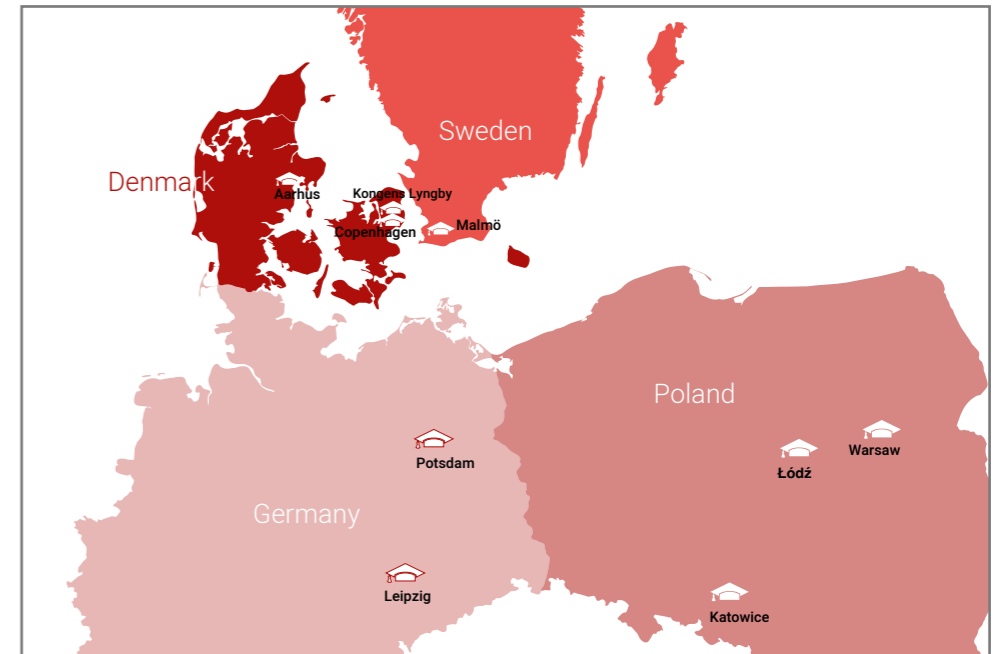 Sweden
Denmark
Aarhus
Kongens Lyngby
Copenhagen
Malmö
Poland
Warsaw
Łódź
Potsdam
Germany
Leipzig
Katowice